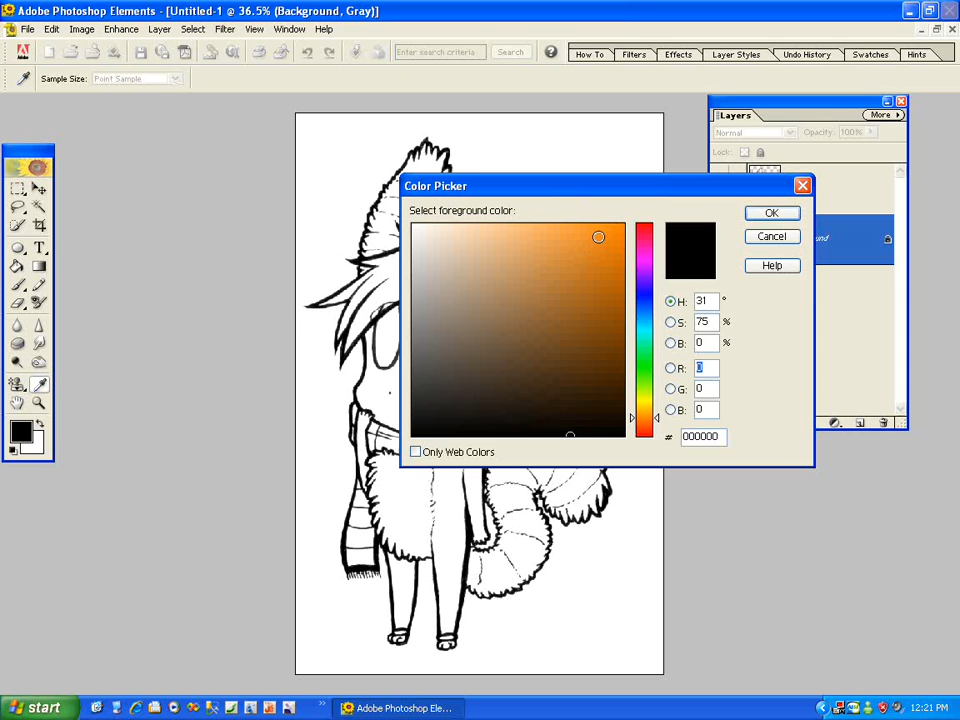 Adobe Photoshop Elements - [Untitled-1 @ 36.5% (Background, Gray)]
File Edit Image Enhance Layer Select Filter View Window Help
Enter search criteria Search How To Filters Effects Layer Styles Undo History Swatches Hints
Sample Size: Point Sample
Layers More
Normal Opacity: 100%
Lock:
Color Picker
Select foreground color:
OK
Cancel
Help
H: 31 °
S: 75 %
B: 0 %
R: 0
G: 0
B: 0
# 000000
Only Web Colors
T
start Adobe Photoshop Ele... 12:21 PM